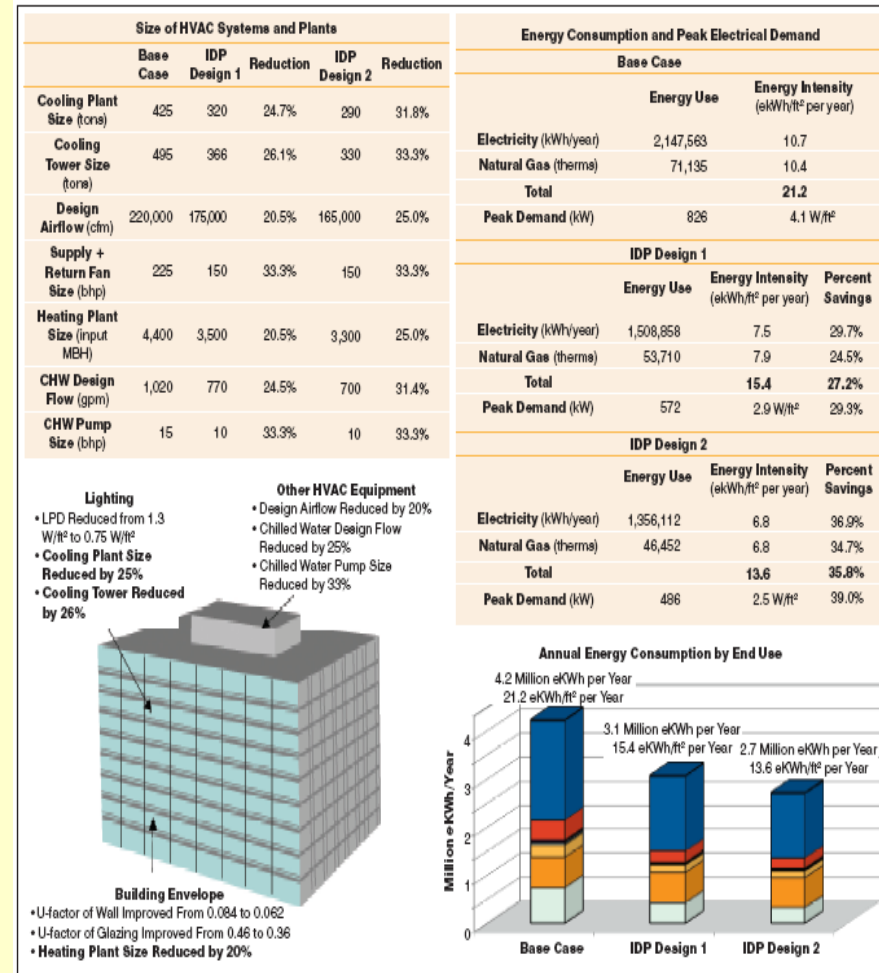 Size of HVAC Systems and Plants
Base Case IDP Design 1 Reduction IDP Design 2 Reduction
Cooling Plant Size (tons) 425 320 24.7% 290 31.8%
Cooling Tower Size (tons) 495 366 26.1% 330 33.3%
Design Airflow (cfm) 220,000 175,000 20.5% 165,000 25.0%
Supply + Return Fan Size (bhp) 225 150 33.3% 150 33.3%
Heating Plant Size (input MBH) 4,400 3,500 20.5% 3,300 25.0%
CHW Design Flow (gpm) 1,020 770 24.5% 700 31.4%
CHW Pump Size (bhp) 15 10 33.3% 10 33.3%
Energy Consumption and Peak Electrical Demand
Base Case
Energy Use Energy Intensity (ekWh/ft² per year)
Electricity (kWh/year) 2,147,563 10.7
Natural Gas (therms) 71,135 10.4
Total 21.2
Peak Demand (kW) 826 4.1 W/ft²
IDP Design 1
Energy Use Energy Intensity (ekWh/ft² per year) Percent Savings
Electricity (kWh/year) 1,508,858 7.5 29.7%
Natural Gas (therms) 53,710 7.9 24.5%
Total 15.4 27.2%
Peak Demand (kW) 572 2.9 W/ft² 29.3%
IDP Design 2
Energy Use Energy Intensity (ekWh/ft² per year) Percent Savings
Electricity (kWh/year) 1,356,112 6.8 36.9%
Natural Gas (therms) 46,452 6.8 34.7%
Total 13.6 35.8%
Peak Demand (kW) 486 2.5 W/ft² 39.0%
Lighting
• LPD Reduced from 1.3
W/ft² to 0.75 W/ft²
• Cooling Plant Size
Reduced by 25%
• Cooling Tower Reduced
by 26%
Other HVAC Equipment
• Design Airflow Reduced by 20%
• Chilled Water Design Flow
Reduced by 25%
• Chilled Water Pump Size
Reduced by 33%
Building Envelope
• U-factor of Wall Improved From 0.084 to 0.062
• U-factor of Glazing Improved From 0.46 to 0.36
• Heating Plant Size Reduced by 20%
Annual Energy Consumption by End Use
4.2 Million eKWh per Year
21.2 eKWh/ft² per Year
3.1 Million eKWh per Year
15.4 eKWh/ft² per Year
2.7 Million eKWh per Year
13.6 eKWh/ft² per Year
Million eKWh/Year
4
3
2
1
0
Base Case IDP Design 1 IDP Design 2